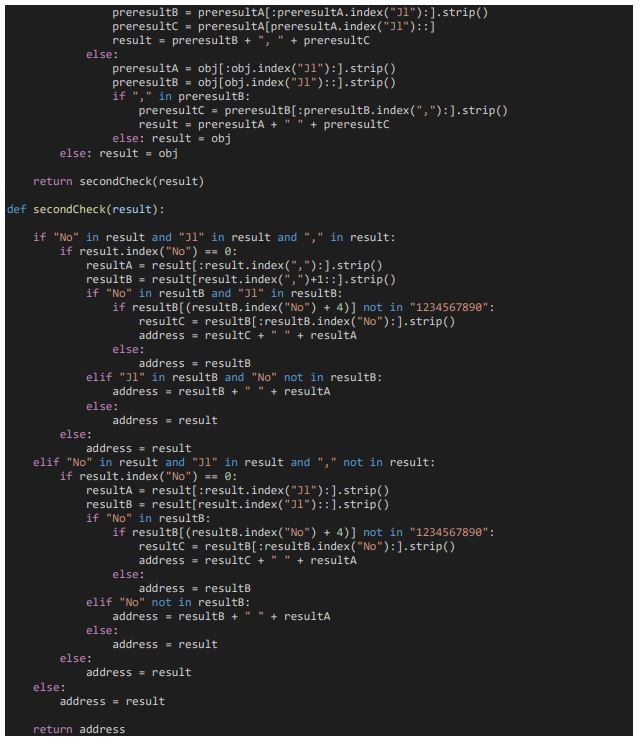 preresultB = preresultA[:preresultA.index("Jl"):].strip()
                preresultC = preresultA[preresultA.index("Jl")::]
                result = preresultB + ", " + preresultC
            else:
                preresultA = obj[:obj.index("Jl"):].strip()
                preresultB = obj[obj.index("Jl")::].strip()
                if "," in preresultB:
                    preresultC = preresultB[:preresultB.index(","):].strip()
                    result = preresultA + " " + preresultC
                else: result = obj
        else: result = obj

    return secondCheck(result)

def secondCheck(result):

    if "No" in result and "Jl" in result and "," in result:
        if result.index("No") == 0:
            resultA = result[:result.index(","):].strip()
            resultB = result[result.index(",")+1::].strip()
            if "No" in resultB and "Jl" in resultB:
                if resultB[(resultB.index("No") + 4)] not in "1234567890":
                    resultC = resultB[:resultB.index("No"):].strip()
                    address = resultC + " " + resultA
                else:
                    address = resultB
            elif "Jl" in resultB and "No" not in resultB:
                address = resultB + " " + resultA
            else:
                address = result
        else:
            address = result
    elif "No" in result and "Jl" in result and "," not in result:
        if result.index("No") == 0:
            resultA = result[:result.index("Jl"):].strip()
            resultB = result[result.index("Jl")::].strip()
            if "No" in resultB:
                if resultB[(resultB.index("No") + 4)] not in "1234567890":
                    resultC = resultB[:resultB.index("No"):].strip()
                    address = resultC + " " + resultA
                else:
                    address = resultB
            elif "No" not in resultB:
                address = resultB + " " + resultA
            else:
                address = result
        else:
            address = result
    else:
        address = result

    return address